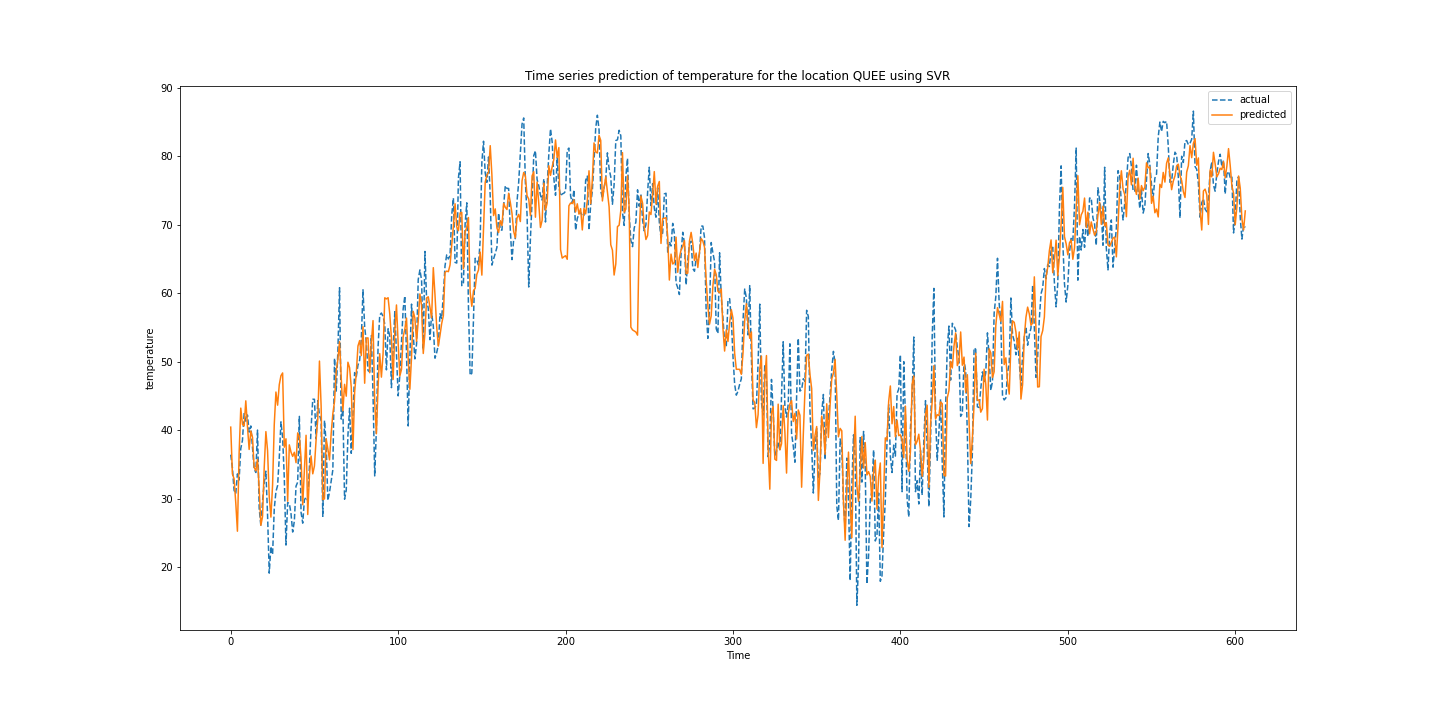 Time series prediction of temperature for the location QUEE using SVR
actual
predicted
temperature
90
80
70
60
50
40
30
20
0 100 200 300 400 500 600
Time